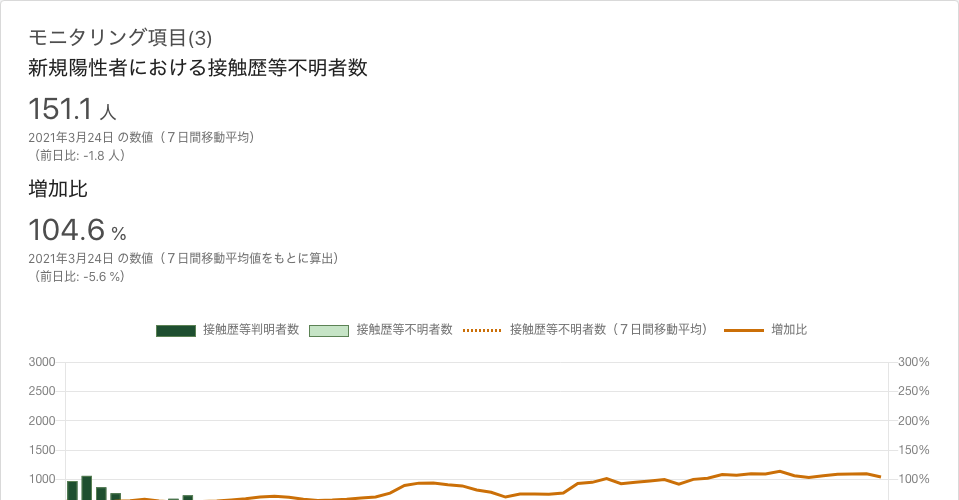 モニタリング項目(3)
新規陽性者における接触歴等不明者数
151.1 人
2021年3月24日 の数値（７日間移動平均）
（前日比: -1.8 人）
増加比
104.6 %
2021年3月24日 の数値（７日間移動平均値をもとに算出）
（前日比: -5.6 %）
接触歴等判明者数 接触歴等不明者数 接触歴等不明者数（７日間移動平均） 増加比
3000 300%
2500 250%
2000 200%
1500 150%
1000 100%